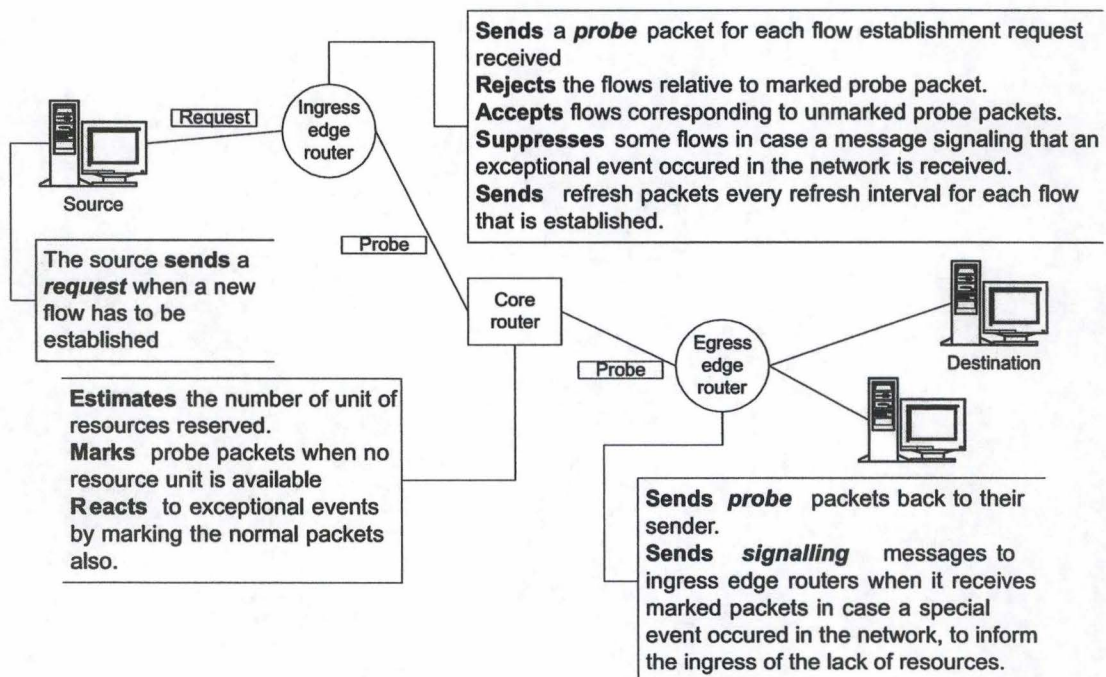 Sends a probe packet for each flow establishment request
received
Rejects the flows relative to marked probe packet.
Accepts flows corresponding to unmarked probe packets.
Suppresses some flows in case a message signaling that an
exceptional event occured in the network is received.
Sends refresh packets every refresh interval for each flow
that is established.
Request
Ingress
edge
router
Source
The source sends a
request when a new
flow has to be
established
Probe
Core
router
Probe
Egress
edge
router
Destination
Estimates the number of unit of
resources reserved.
Marks probe packets when no
resource unit is available
Reacts to exceptional events
by marking the normal packets
also.
Sends probe packets back to their
sender.
Sends signalling messages to
ingress edge routers when it receives
marked packets in case a special
event occured in the network, to inform
the ingress of the lack of resources.